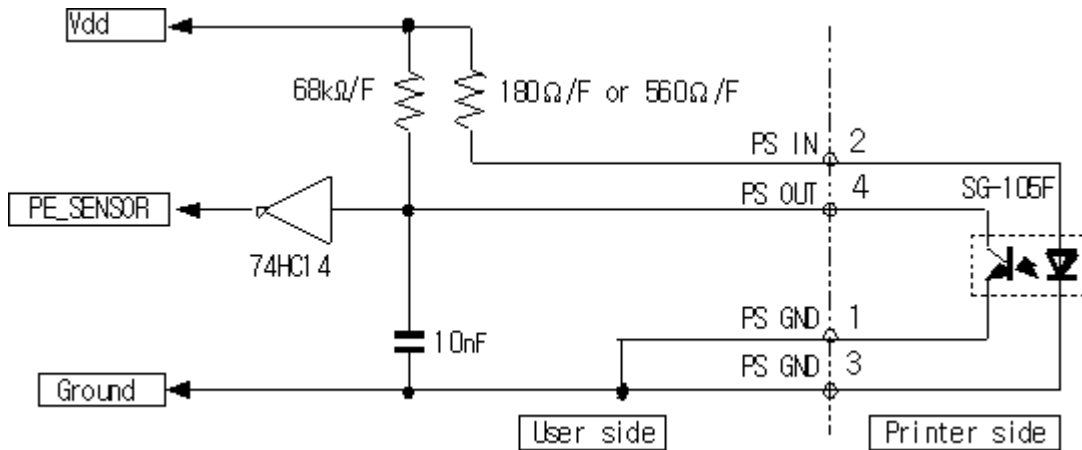 Vdd
68kΩ/F
180Ω/F or 560Ω/F
PS IN 2
PE_SENSOR
PS OUT 4
SG-105F
74HC14
PS GND 1
10nF
PS GND 3
Ground
User side
Printer side